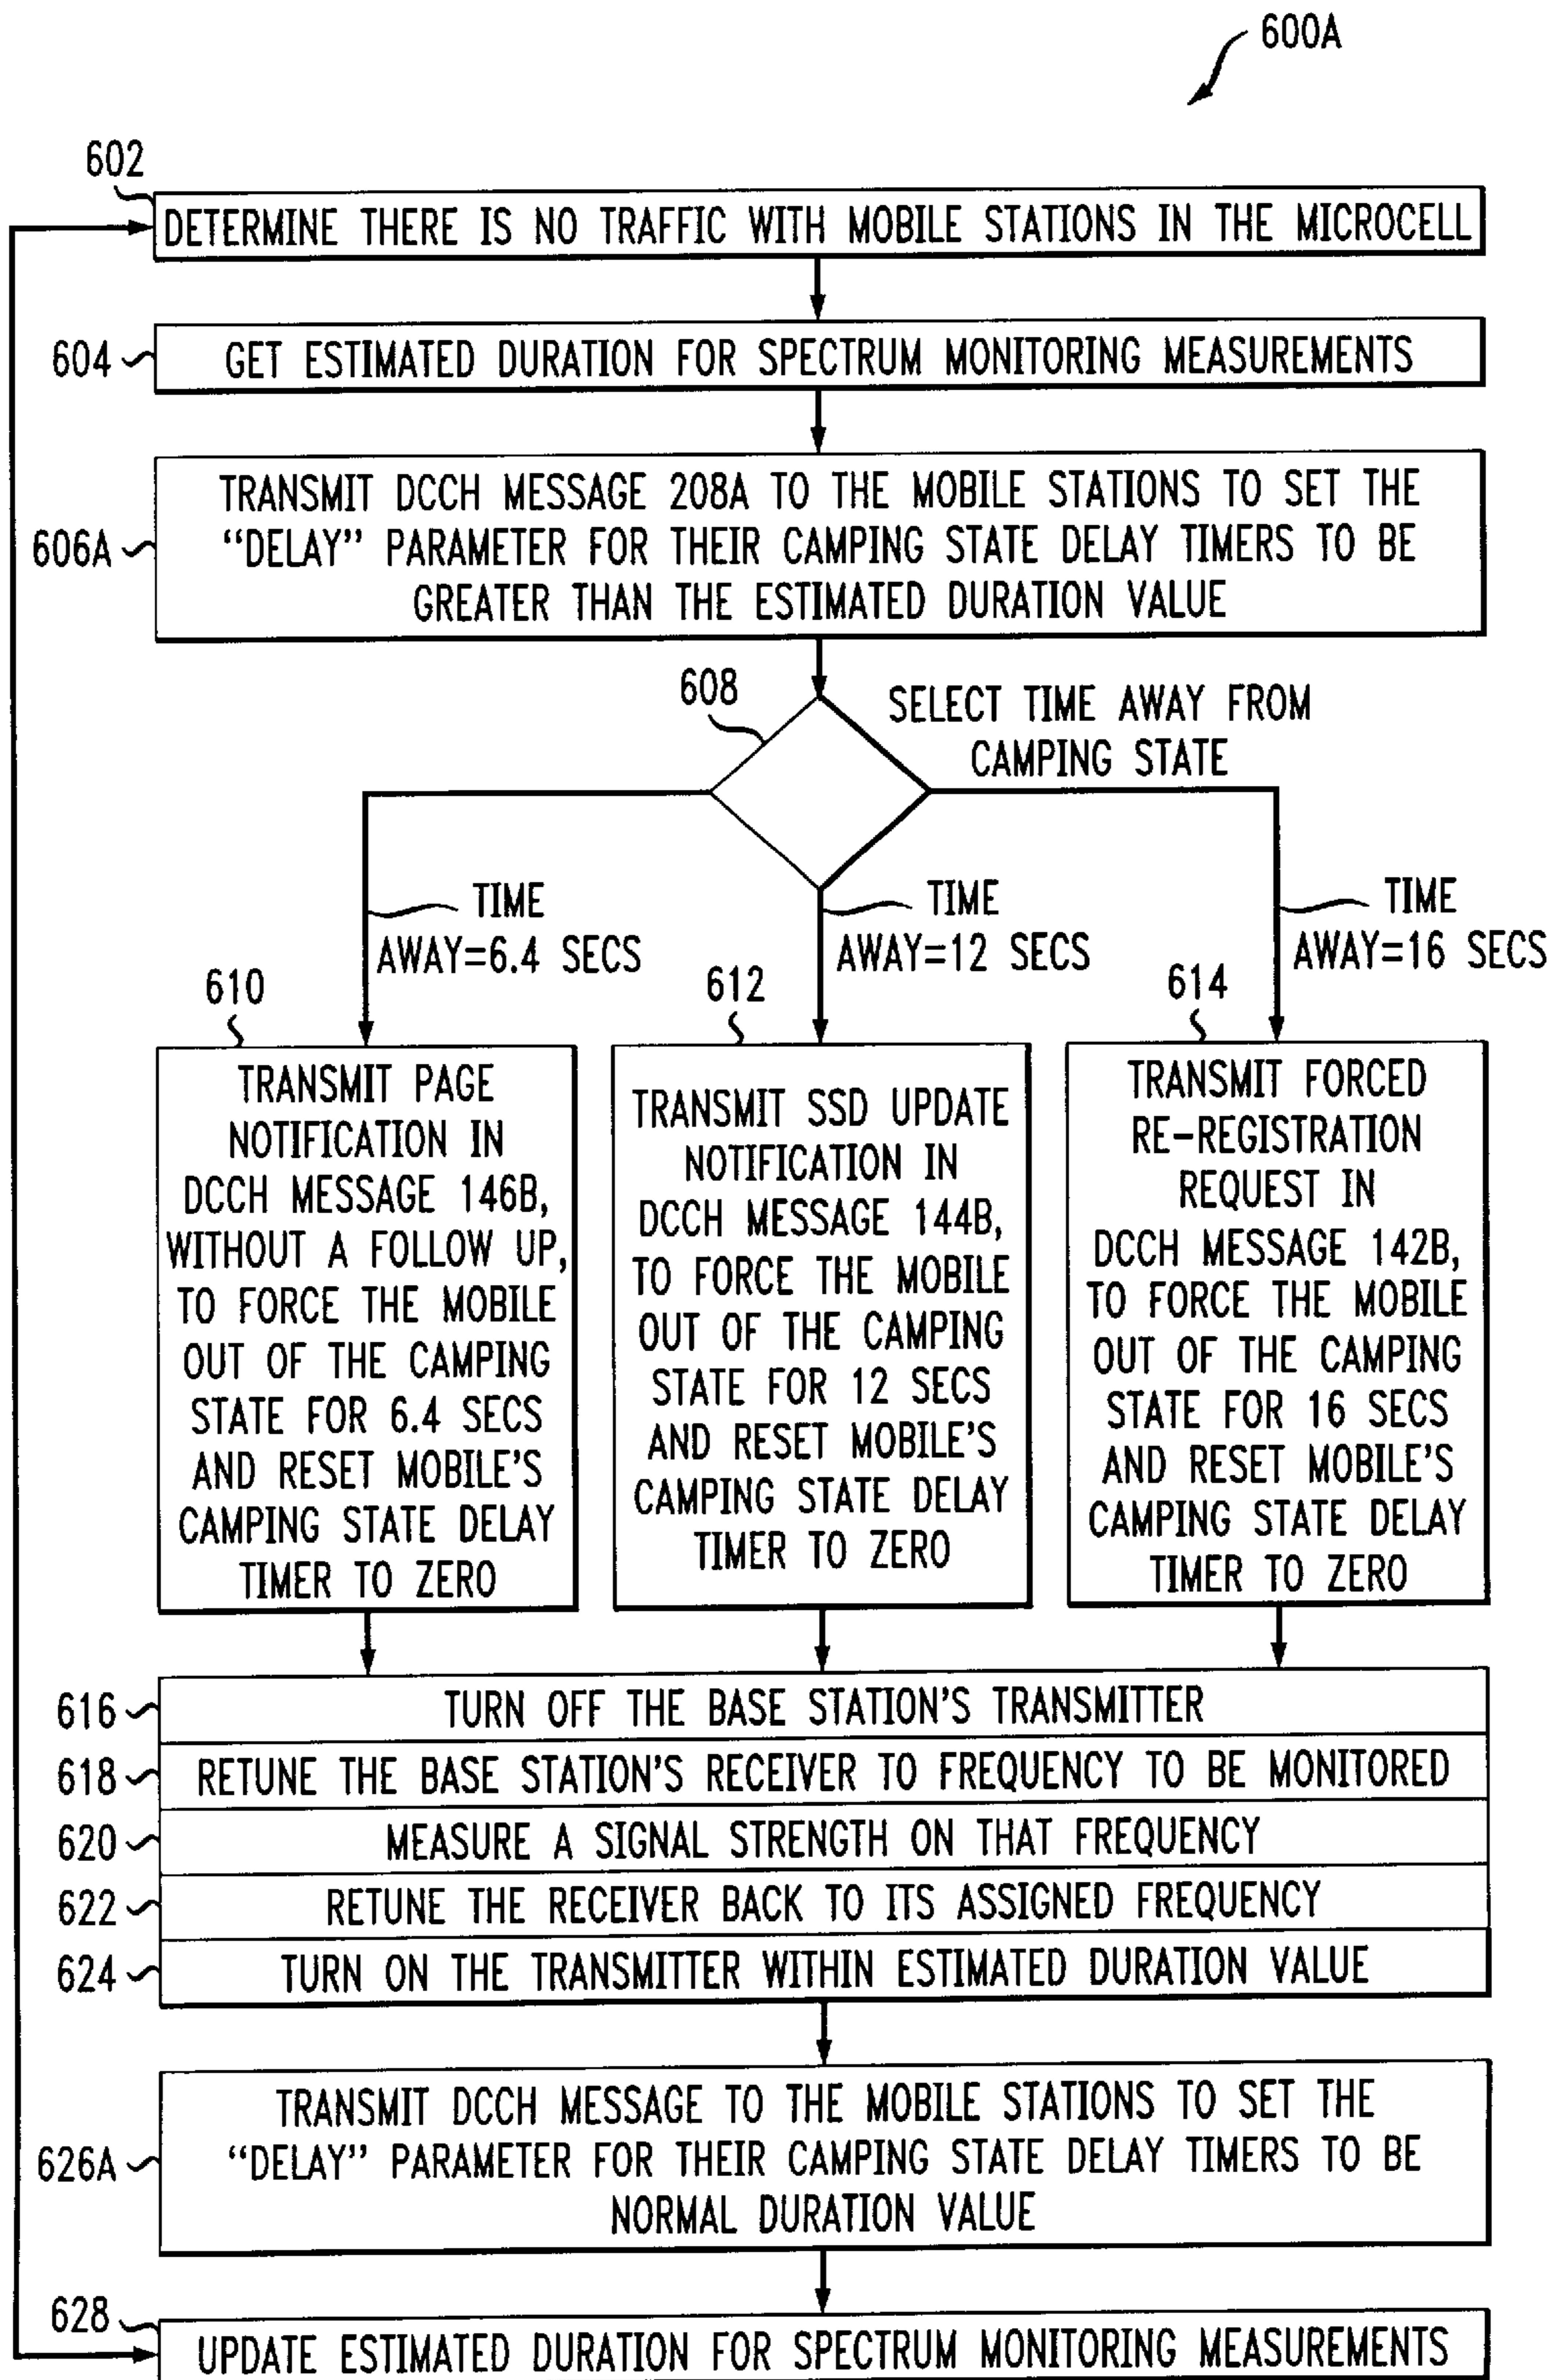 600A
602
DETERMINE THERE IS NO TRAFFIC WITH MOBILE STATIONS IN THE MICROCELL
604
GET ESTIMATED DURATION FOR SPECTRUM MONITORING MEASUREMENTS
606A
TRANSMIT DCCH MESSAGE 208A TO THE MOBILE STATIONS TO SET THE
“DELAY” PARAMETER FOR THEIR CAMPING STATE DELAY TIMERS TO BE
GREATER THAN THE ESTIMATED DURATION VALUE
608
SELECT TIME AWAY FROM
CAMPING STATE
TIME
AWAY=6.4 SECS
TIME
AWAY=12 SECS
TIME
AWAY=16 SECS
610
TRANSMIT PAGE
NOTIFICATION IN
DCCH MESSAGE 146B,
WITHOUT A FOLLOW UP,
TO FORCE THE MOBILE
OUT OF THE CAMPING
STATE FOR 6.4 SECS
AND RESET MOBILE'S
CAMPING STATE DELAY
TIMER TO ZERO
612
TRANSMIT SSD UPDATE
NOTIFICATION IN
DCCH MESSAGE 144B,
TO FORCE THE MOBILE
OUT OF THE CAMPING
STATE FOR 12 SECS
AND RESET MOBILE'S
CAMPING STATE DELAY
TIMER TO ZERO
614
TRANSMIT FORCED
RE-REGISTRATION
REQUEST IN
DCCH MESSAGE 142B,
TO FORCE THE MOBILE
OUT OF THE CAMPING
STATE FOR 16 SECS
AND RESET MOBILE'S
CAMPING STATE DELAY
TIMER TO ZERO
616
TURN OFF THE BASE STATION'S TRANSMITTER
618
RETUNE THE BASE STATION'S RECEIVER TO FREQUENCY TO BE MONITORED
620
MEASURE A SIGNAL STRENGTH ON THAT FREQUENCY
622
RETUNE THE RECEIVER BACK TO ITS ASSIGNED FREQUENCY
624
TURN ON THE TRANSMITTER WITHIN ESTIMATED DURATION VALUE
626A
TRANSMIT DCCH MESSAGE TO THE MOBILE STATIONS TO SET THE
“DELAY” PARAMETER FOR THEIR CAMPING STATE DELAY TIMERS TO BE
NORMAL DURATION VALUE
628
UPDATE ESTIMATED DURATION FOR SPECTRUM MONITORING MEASUREMENTS